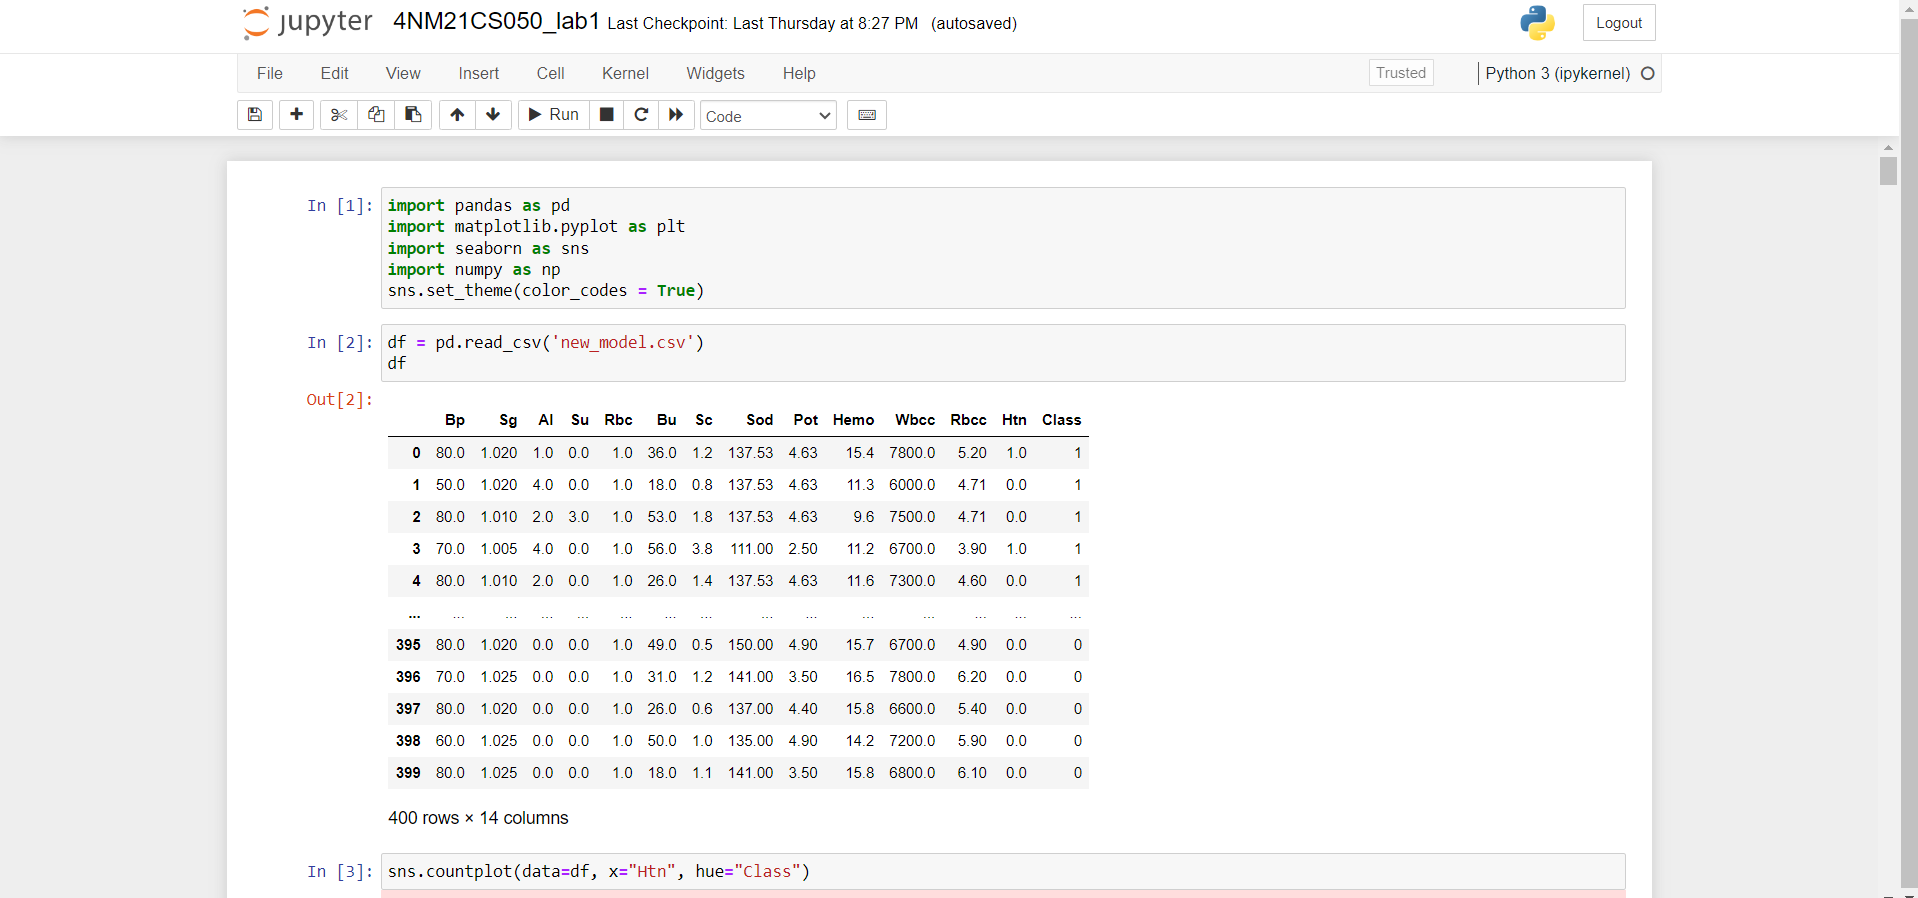 jupyter 4NM21CS050_lab1 Last Checkpoint: Last Thursday at 8:27 PM (autosaved) Logout
File Edit View Insert Cell Kernel Widgets Help Trusted Python 3 (ipykernel)
Run Code
In [1]: import pandas as pd
import matplotlib.pyplot as plt
import seaborn as sns
import numpy as np
sns.set_theme(color_codes = True)
In [2]: df = pd.read_csv('new_model.csv')
df
Out[2]:
Bp Sg Al Su Rbc Bu Sc Sod Pot Hemo Wbcc Rbcc Htn Class
0 80.0 1.020 1.0 0.0 1.0 36.0 1.2 137.53 4.63 15.4 7800.0 5.20 1.0 1
1 50.0 1.020 4.0 0.0 1.0 18.0 0.8 137.53 4.63 11.3 6000.0 4.71 0.0 1
2 80.0 1.010 2.0 3.0 1.0 53.0 1.8 137.53 4.63 9.6 7500.0 4.71 0.0 1
3 70.0 1.005 4.0 0.0 1.0 56.0 3.8 111.00 2.50 11.2 6700.0 3.90 1.0 1
4 80.0 1.010 2.0 0.0 1.0 26.0 1.4 137.53 4.63 11.6 7300.0 4.60 0.0 1
... ... ... ... ... ... ... ... ... ... ... ... ... ... ...
395 80.0 1.020 0.0 0.0 1.0 49.0 0.5 150.00 4.90 15.7 6700.0 4.90 0.0 0
396 70.0 1.025 0.0 0.0 1.0 31.0 1.2 141.00 3.50 16.5 7800.0 6.20 0.0 0
397 80.0 1.020 0.0 0.0 1.0 26.0 0.6 137.00 4.40 15.8 6600.0 5.40 0.0 0
398 60.0 1.025 0.0 0.0 1.0 50.0 1.0 135.00 4.90 14.2 7200.0 5.90 0.0 0
399 80.0 1.025 0.0 0.0 1.0 18.0 1.1 141.00 3.50 15.8 6800.0 6.10 0.0 0
400 rows × 14 columns
In [3]: sns.countplot(data=df, x="Htn", hue="Class")